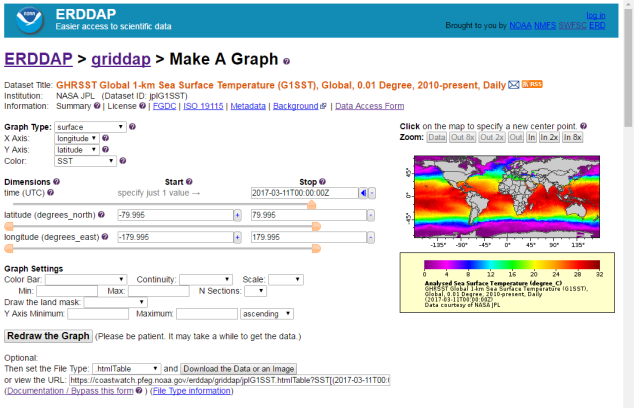 ERDDAP
Easier access to scientific data
log in
Brought to you by NOAA NMFS SWFSC ERD
ERDDAP > griddap > Make A Graph
Dataset Title: GHRSST Global 1-km Sea Surface Temperature (G1SST), Global, 0.01 Degree, 2010-present, Daily RSS
Institution: NASA JPL (Dataset ID: jplG1SST)
Information: Summary | License | FGDC | ISO 19115 | Metadata | Background | Data Access Form
Graph Type: surface
X Axis: longitude
Y Axis: latitude
Color: SST
Click on the map to specify a new center point.
Zoom: Data Out 8x Out 2x Out In In 2x In 8x
45°
0°
-45°
-135° -90° -45° 0° 45° 90° 135°
0 4 8 12 16 20 24 28 32
Analysed Sea Surface Temperature (degree_C)
GHRSST Global 1-km Sea Surface Temperature (G1SST),
Global, 0.01 Degree, 2010-present, Daily
(2017-03-11T00:00:00Z)
Data courtesy of NASA JPL
Dimensions Start Stop
time (UTC) specify just 1 value → 2017-03-11T00:00:00Z
latitude (degrees_north) -79.995 + 79.995 -
longitude (degrees_east) -179.995 + 179.995 -
Graph Settings
Color Bar: Continuity: Scale:
Min: Max: N Sections:
Draw the land mask:
Y Axis Minimum: Maximum: ascending
Redraw the Graph (Please be patient. It may take a while to get the data.)
Optional:
Then set the File Type: .htmlTable and Download the Data or an Image
or view the URL: https://coastwatch.pfeg.noaa.gov/erddap/griddap/jplG1SST.htmlTable?SST[(2017-03-11T00:
(Documentation / Bypass this form ) (File Type information)